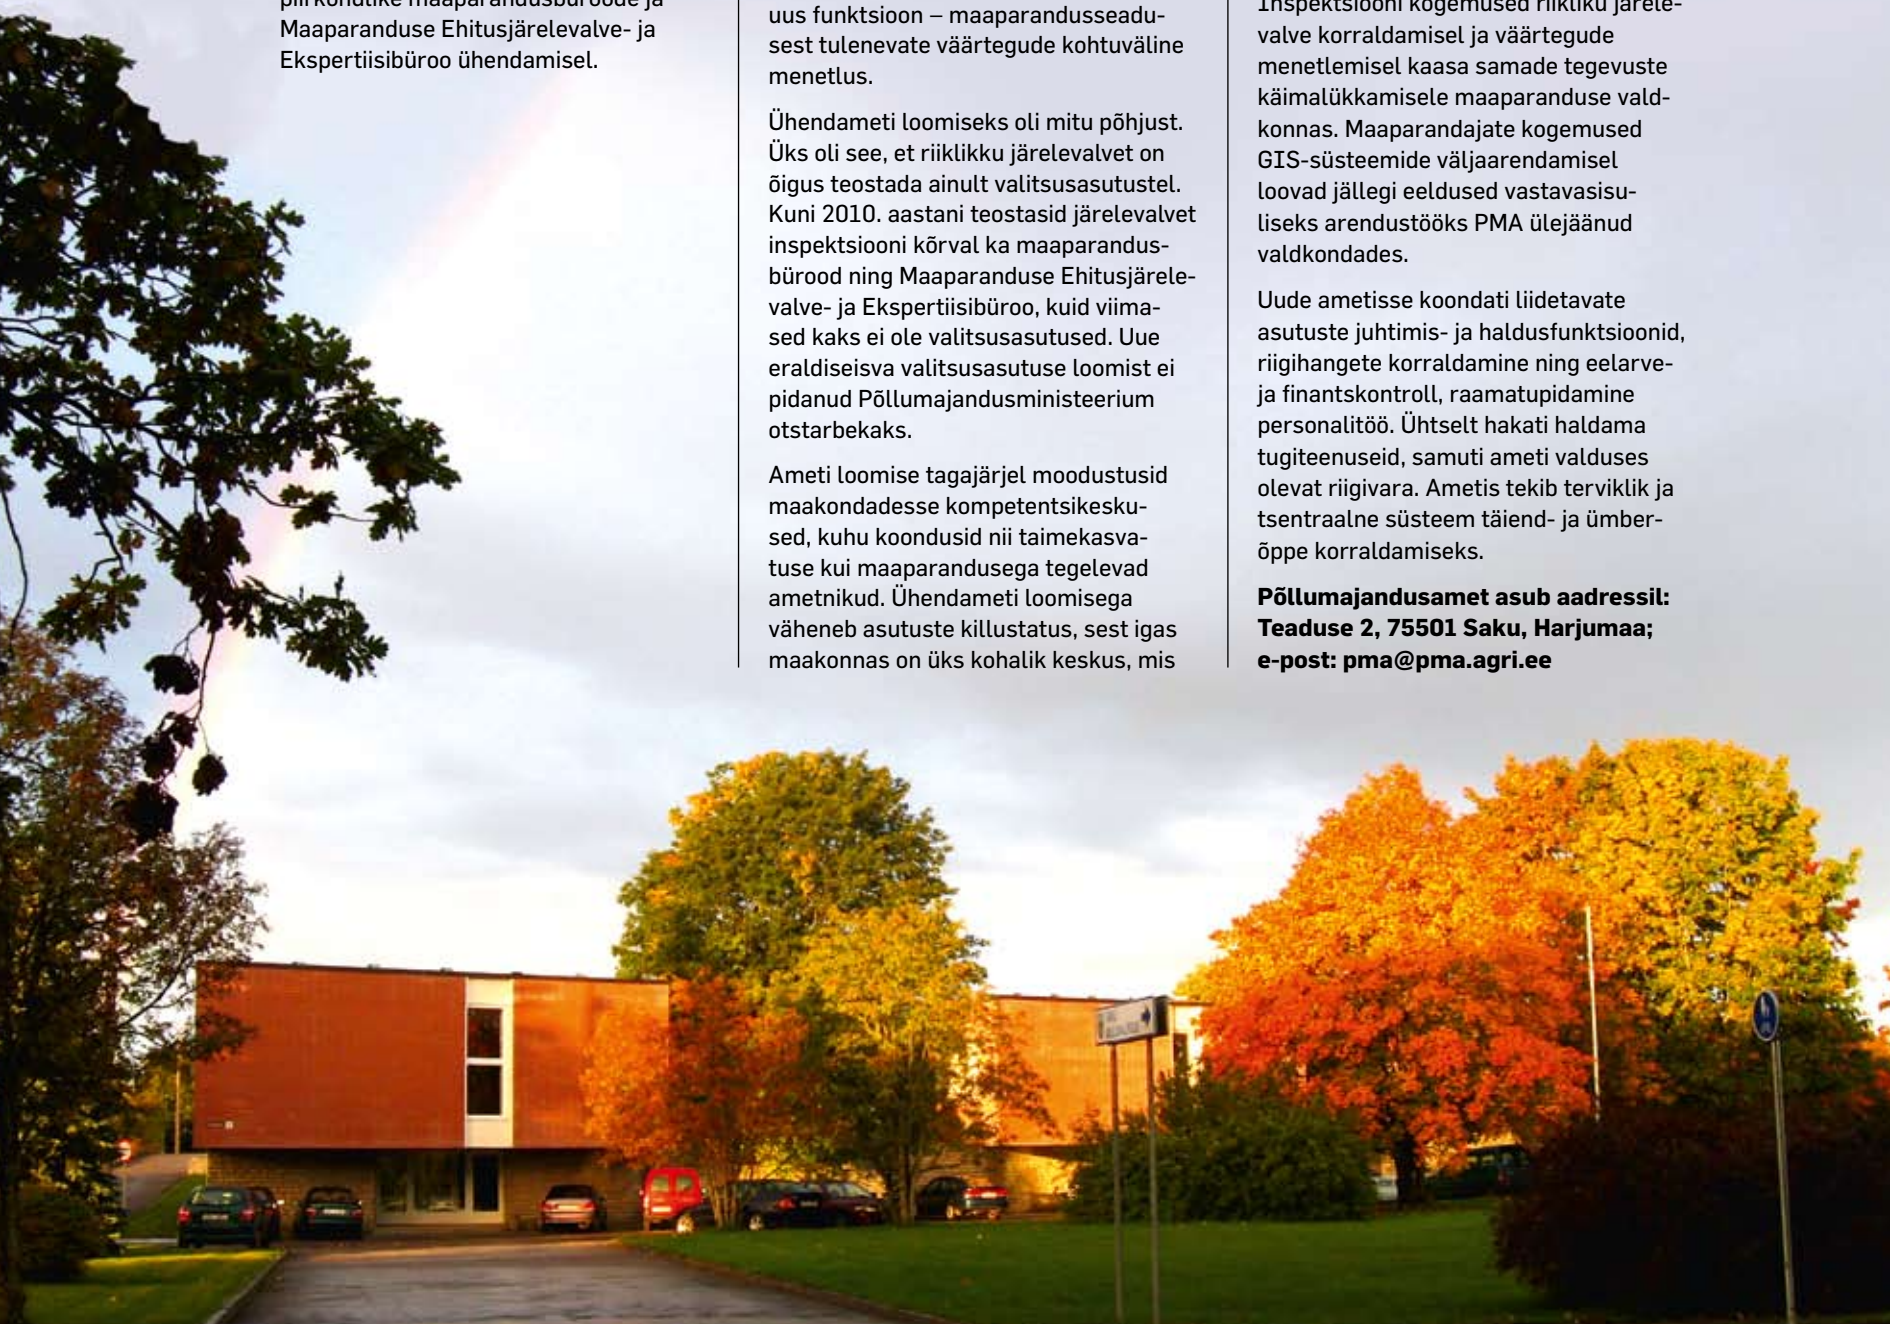 piirkondlike maaparandusbüroode ja
Maaparanduse Ehitusjärelevalve- ja
Ekspertiisibüroo ühendamisel.
uus funktsioon – maaparandusseadu-
sest tulenevate väärtegude kohtuväline
menetlus.
Ühendameti loomiseks oli mitu põhjust.
Üks oli see, et riiklikku järelevalvet on
õigus teostada ainult valitsusasutustel.
Kuni 2010. aastani teostasid järelevalvet
inspektsiooni kõrval ka maaparandus-
bürood ning Maaparanduse Ehitusjärele-
valve- ja Ekspertiisibüroo, kuid viima-
sed kaks ei ole valitsusasutused. Uue
eraldiseisva valitsusasutuse loomist ei
pidanud Põllumajandusministeerium
otstarbekaks.
Ameti loomise tagajärjel moodustusid
maakondadesse kompetentsikesku-
sed, kuhu koondusid nii taimekasva-
tuse kui maaparandusega tegelevad
ametnikud. Ühendameti loomisega
väheneb asutuste killustatus, sest igas
maakonnas on üks kohalik keskus, mis
Inspektsiooni kogemused riikliku järele-
valve korraldamisel ja väärtegude
menetlemisel kaasa samade tegevuste
käimalükkamisele maaparanduse vald-
konnas. Maaparandajate kogemused
GIS-süsteemide väljaarendamisel
loovad jällegi eeldused vastavasisu-
liseks arendustööks PMA ülejäänud
valdkondades.
Uude ametisse koondati liidetavate
asutuste juhtimis- ja haldusfunktsioonid,
riigihangete korraldamine ning eelarve-
ja finantskontroll, raamatupidamine
personalitöö. Ühtselt hakati haldama
tugiteenuseid, samuti ameti valduses
olevat riigivara. Ametis tekib terviklik ja
tsentraalne süsteem täiend- ja ümber-
õppe korraldamiseks.
Põllumajandusamet asub aadressil:
Teaduse 2, 75501 Saku, Harjumaa;
e-post: pma@pma.agri.ee